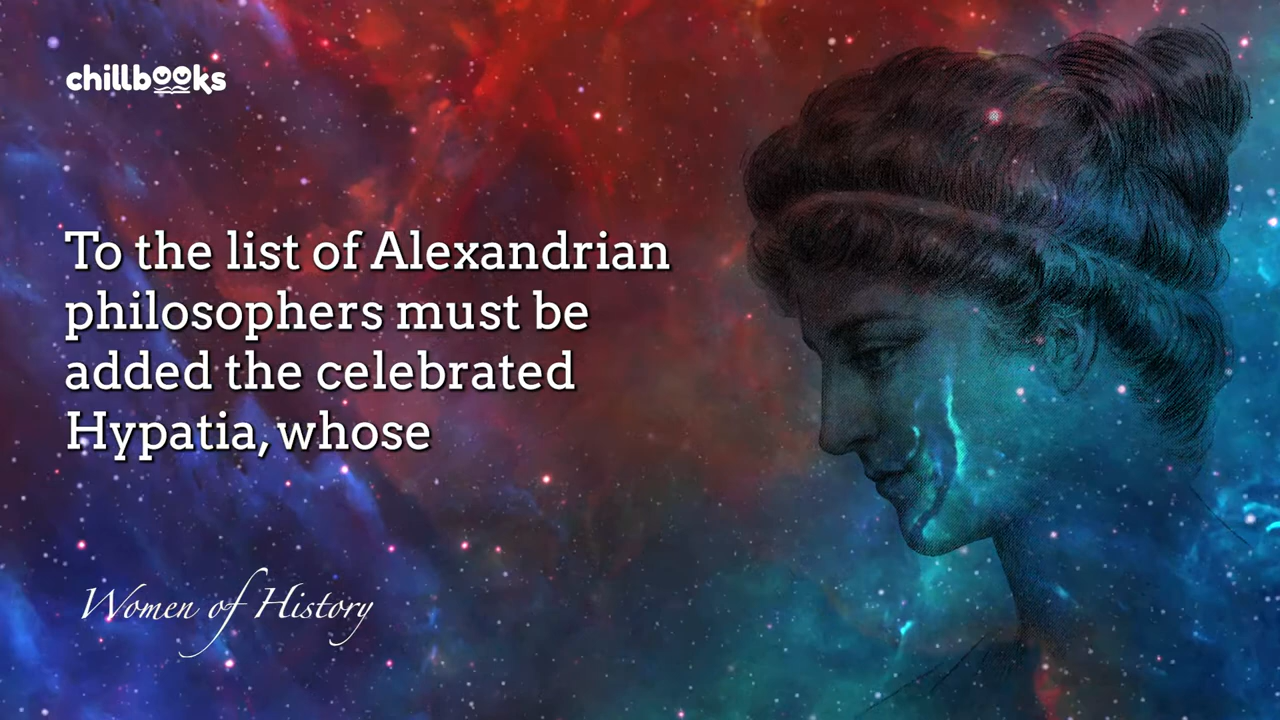 chillbooks
To the list of Alexandrian
philosophers must be
added the celebrated
Hypatia, whose
Women of History